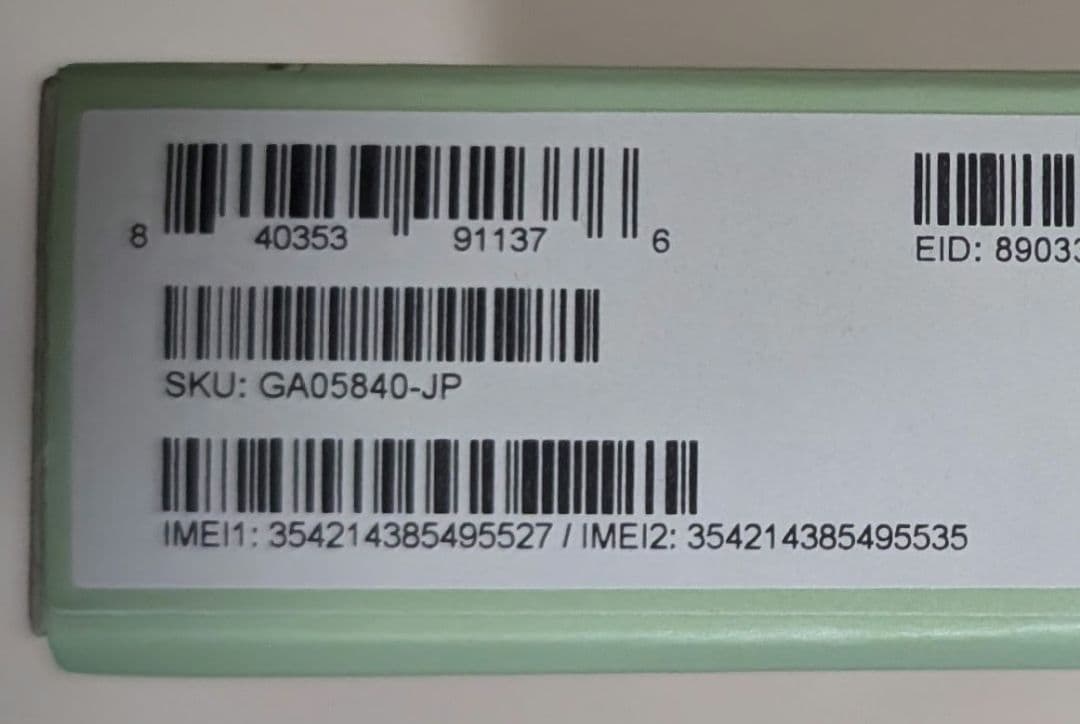 8 40353 91137 6
EID: 89033
SKU: GA05840-JP
IMEI1: 354214385495527 / IMEI2: 354214385495535